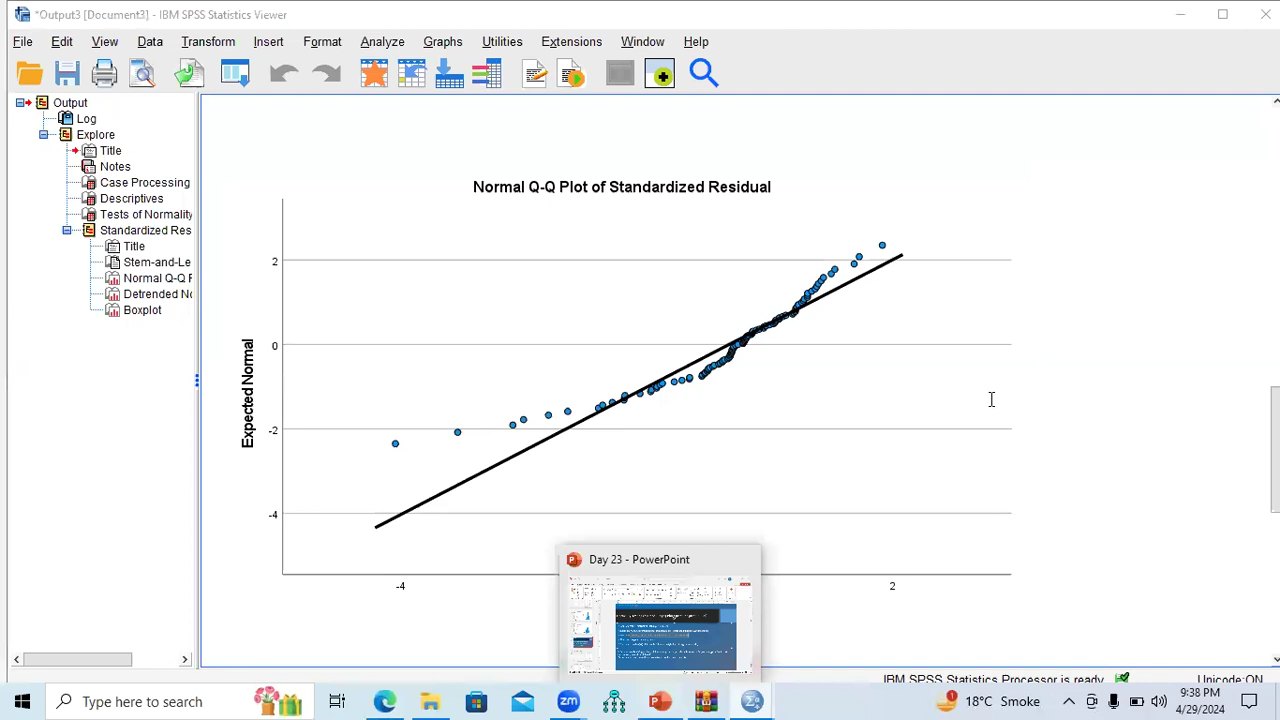 *Output3 [Document3] - IBM SPSS Statistics Viewer
File Edit View Data Transform Insert Format Analyze Graphs Utilities Extensions Window Help
Output
Log
Explore
Title
Notes
Case Processing
Descriptives
Tests of Normality
Standardized Res
Title
Stem-and-Le
Normal Q-Q F
Detrended No
Boxplot
Normal Q-Q Plot of Standardized Residual
Expected Normal
2
0
-2
-4
-4
2
Day 23 - PowerPoint
IBM SPSS Statistics Processor is ready
Unicode:ON
Type here to search
zm
18°C Smoke
9:38 PM
4/29/2024